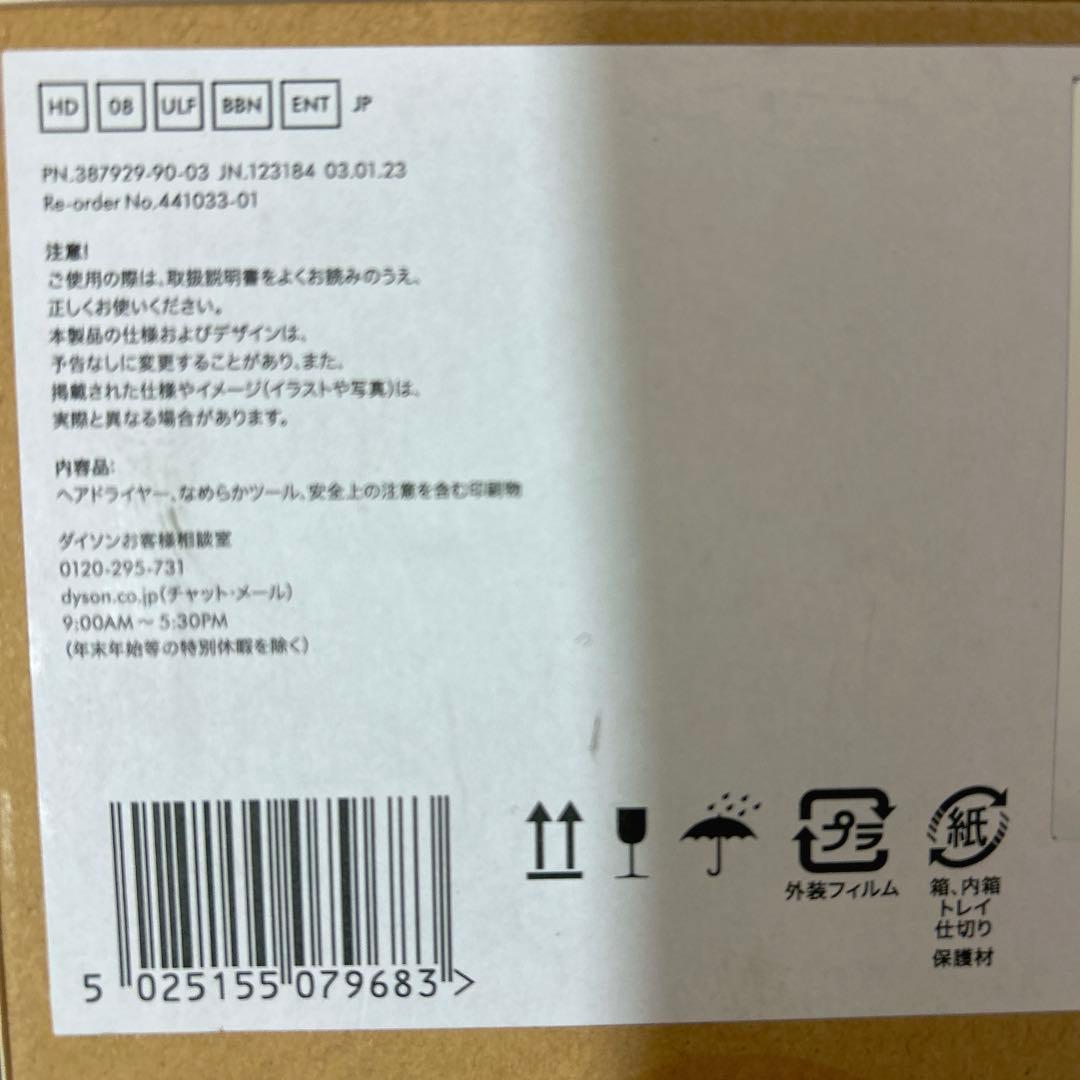 HD 08 ULF BBN ENT JP
PN.387929-90-03 JN.123184 03.01.23
Re-order No.441033-01
注意!
ご使用の際は、取扱説明書をよくお読みのうえ、
正しくお使いください。
本製品の仕様およびデザインは、
予告なしに変更することがあり、また、
掲載された仕様やイメージ(イラストや写真)は、
実際と異なる場合があります。
内容品:
ヘアドライヤー、なめらかツール、安全上の注意を含む印刷物
ダイソンお客様相談室
0120-295-731
dyson.co.jp(チャット・メール)
9:00AM～5:30PM
(年末年始等の特別休暇を除く)
プラ
外装フィルム
紙
箱、内箱
トレイ
仕切り
保護材
5 025155 079683 >